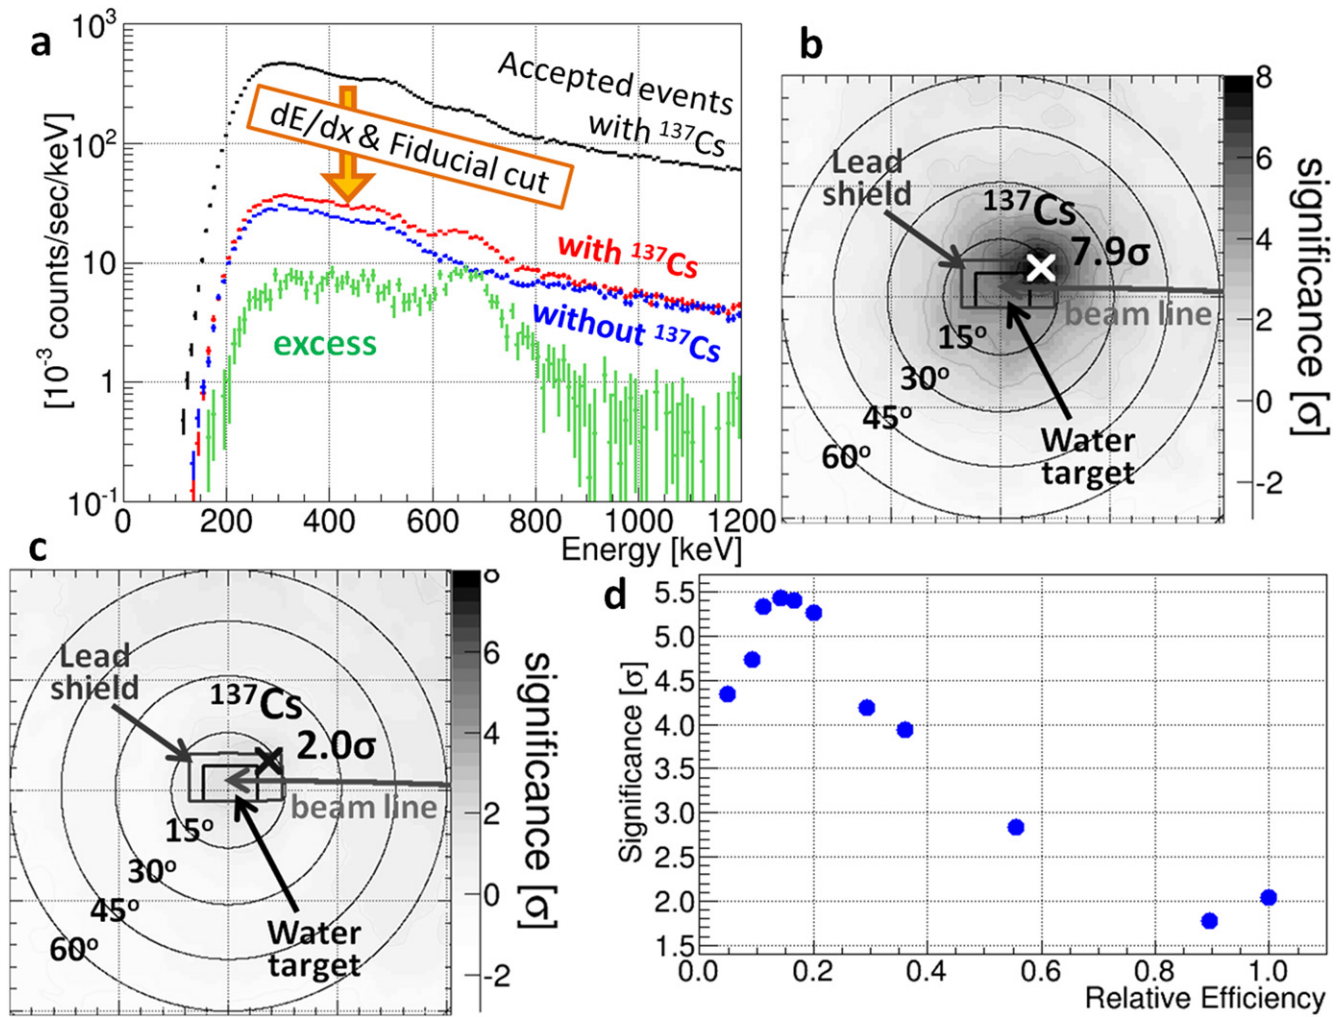 a
10³
10²
10
1
10⁻¹
[10⁻³ counts/sec/keV]
Accepted events
with ¹³⁷Cs
dE/dx & Fiducial cut
with ¹³⁷Cs
without ¹³⁷Cs
excess
0 200 400 600 800 1000 1200
Energy [keV]
b
Lead
shield
¹³⁷Cs
7.9σ
beam line
15°
30°
45°
60°
Water
target
8
6
4
2
0
-2
significance [σ]
c
Lead
shield
¹³⁷Cs
2.0σ
beam line
15°
30°
45°
60°
Water
target
8
6
4
2
0
-2
significance [σ]
d
5.5
5.0
4.5
4.0
3.5
3.0
2.5
2.0
1.5
Significance [σ]
0.0 0.2 0.4 0.6 0.8 1.0
Relative Efficiency